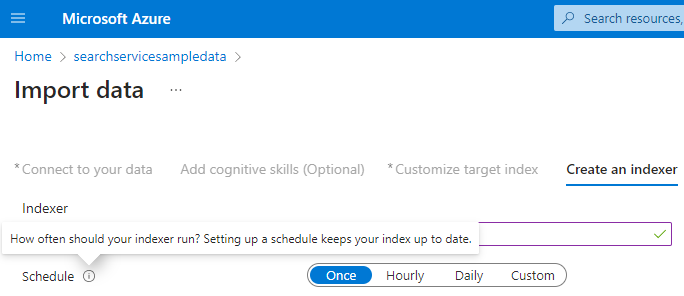 Microsoft Azure
Search resources,
Home > searchservicesampledata >
Import data ...
* Connect to your data Add cognitive skills (Optional) * Customize target index Create an indexer
Indexer
How often should your indexer run? Setting up a schedule keeps your index up to date.
Schedule Once Hourly Daily Custom